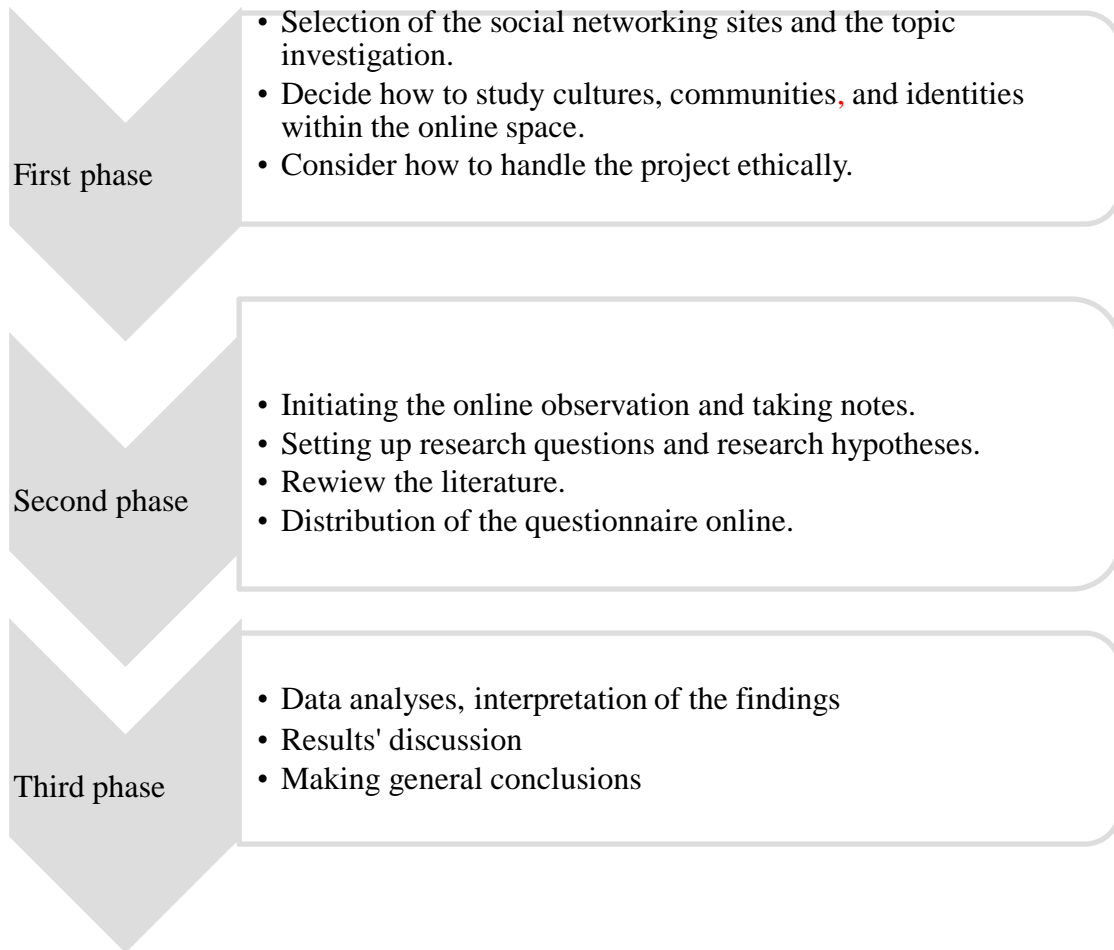 • Selection of the social networking sites and the topic
investigation.
• Decide how to study cultures, communities, and identities
within the online space.
• Consider how to handle the project ethically.
First phase
• Initiating the online observation and taking notes.
• Setting up research questions and research hypotheses.
• Rewiew the literature.
• Distribution of the questionnaire online.
Second phase
• Data analyses, interpretation of the findings
• Results' discussion
• Making general conclusions
Third phase